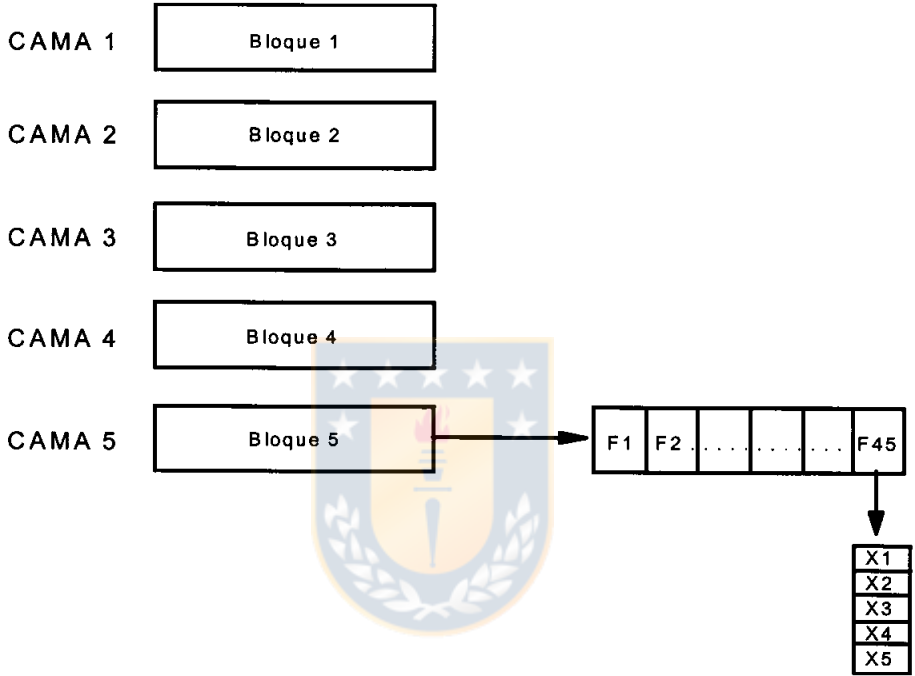 CAMA 1 Bloque 1
CAMA 2 Bloque 2
CAMA 3 Bloque 3
CAMA 4 Bloque 4
CAMA 5 Bloque 5 F1 F2 ............ F45
X1
X2
X3
X4
X5